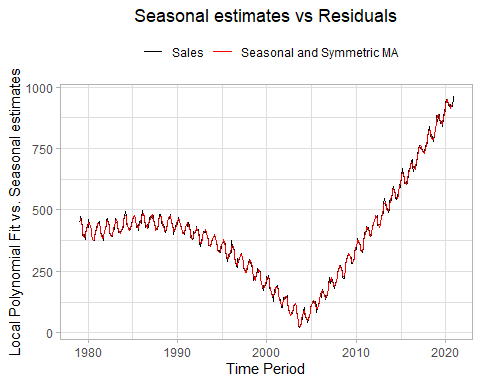 Seasonal estimates vs Residuals
Sales
Seasonal and Symmetric MA
Local Polynomial Fit vs. Seasonal estimates
1000
750
500
250
0
1980
1990
2000
2010
2020
Time Period